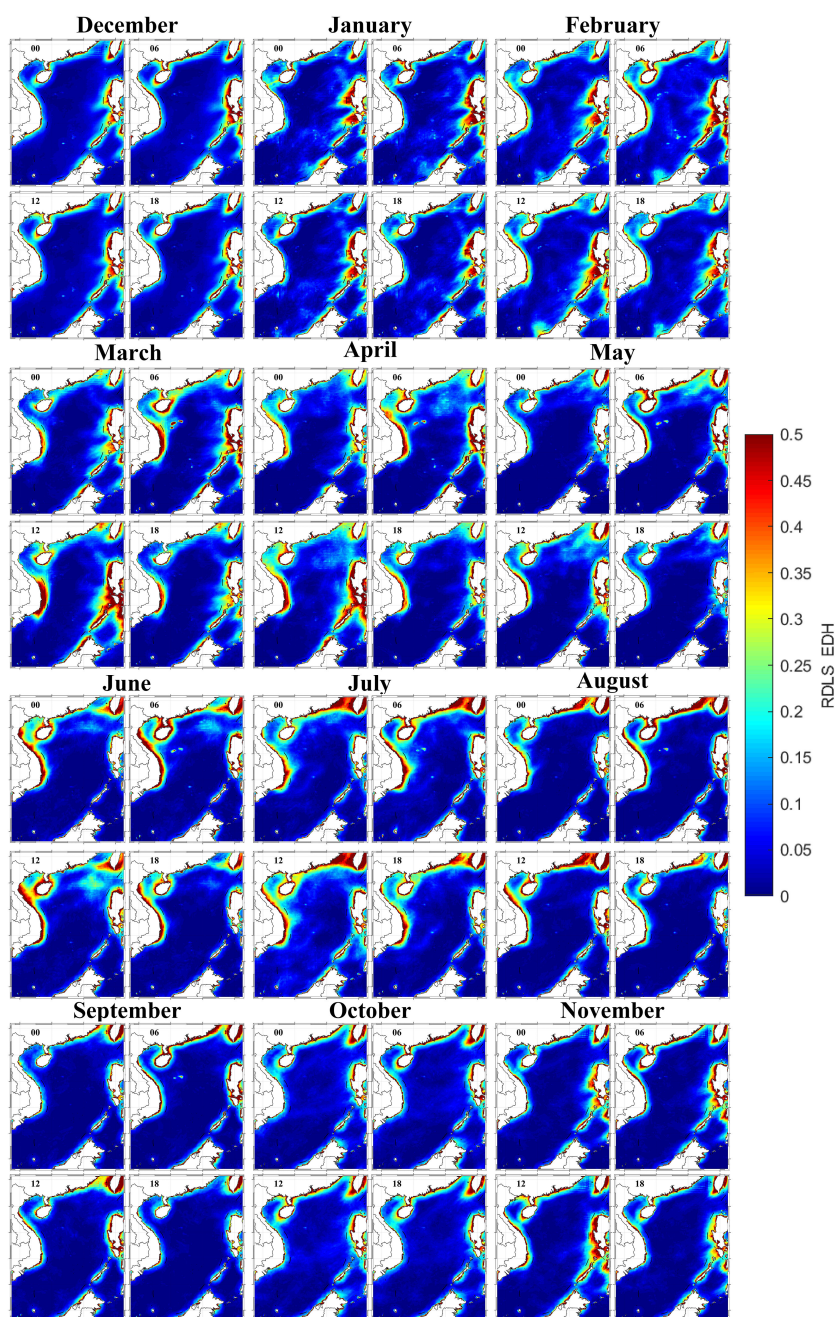 December January February
00 06 00 06 00 06
12 18 12 18 12 18
March April May
00 06 00 06 00 06
12 18 12 18 12 18
0.5
0.45
0.4
0.35
0.3
0.25
0.2
0.15
0.1
0.05
0
RDLS EDH
June July August
00 06 00 06 00 06
12 18 12 18 12 18
September October November
00 06 00 06 00 06
12 18 12 18 12 18